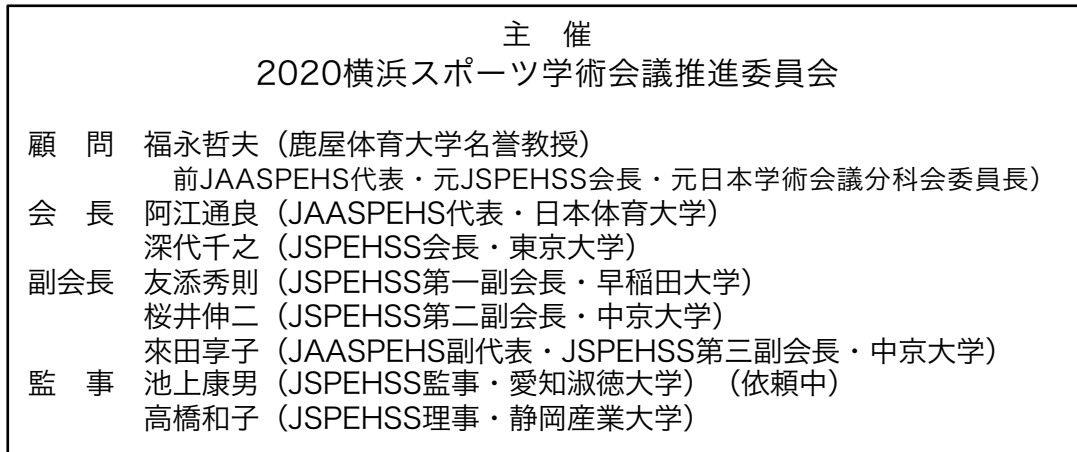 主　催
2020横浜スポーツ学術会議推進委員会
顧　問　福永哲夫（鹿屋体育大学名誉教授）
前JAASPEHS代表・元JSPEHSS会長・元日本学術会議分科会委員長）
会　長　阿江通良（JAASPEHS代表・日本体育大学）
深代千之（JSPEHSS会長・東京大学）
副会長　友添秀則（JSPEHSS第一副会長・早稲田大学）
桜井伸二（JSPEHSS第二副会長・中京大学）
來田享子（JAASPEHS副代表・JSPEHSS第三副会長・中京大学）
監　事　池上康男（JSPEHSS監事・愛知淑徳大学）（依頼中）
高橋和子（JSPEHSS理事・静岡産業大学）